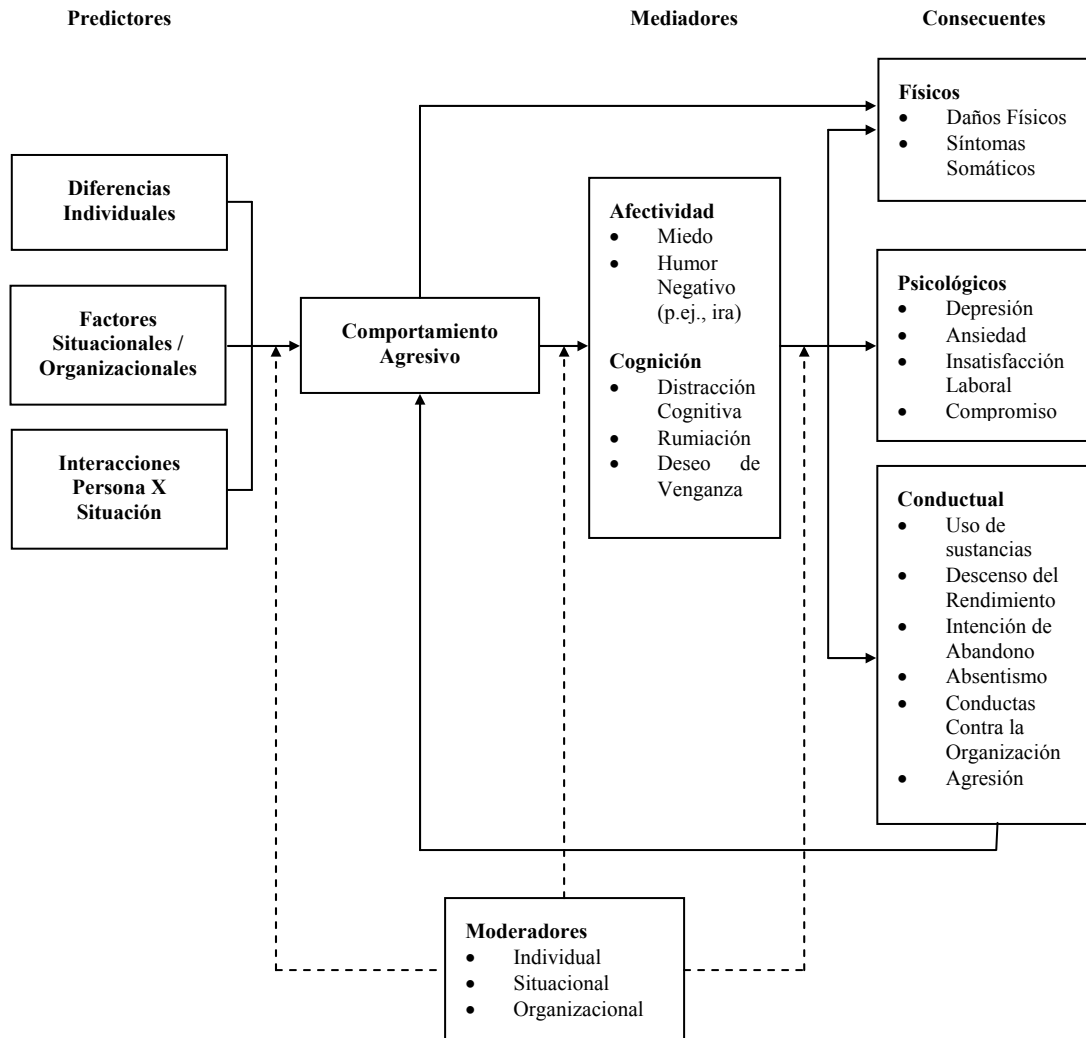 Predictores
Mediadores
Consecuentes
Diferencias
Individuales
Factores
Situacionales /
Organizacionales
Interacciones
Persona X
Situación
Comportamiento
Agresivo
Afectividad
• Miedo
• Humor
Negativo
(p.ej., ira)
Cognición
• Distracción
Cognitiva
• Rumiación
• Deseo de
Venganza
Físicos
• Daños Físicos
• Síntomas
Somáticos
Psicológicos
• Depresión
• Ansiedad
• Insatisfacción
Laboral
• Compromiso
Conductual
• Uso de
sustancias
• Descenso del
Rendimiento
• Intención de
Abandono
• Absentismo
• Conductas
Contra la
Organización
• Agresión
Moderadores
• Individual
• Situacional
• Organizacional